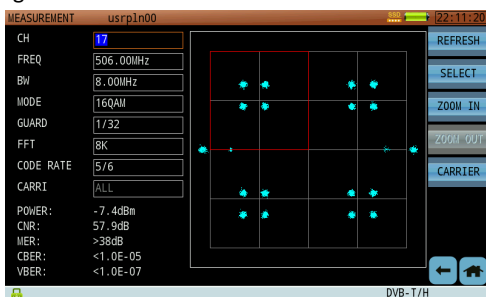 MEASUREMENT usrpln00 SSD 22:11:20
CH 17
FREQ 506.00MHz
BW 8.00MHz
MODE 16QAM
GUARD 1/32
FFT 8K
CODE RATE 5/6
CARRI ALL
POWER: -7.4dBm
CNR: 57.9dB
MER: >38dB
CBER: <1.0E-05
VBER: <1.0E-07
REFRESH
SELECT
ZOOM IN
ZOOM OUT
CARRIER
DVB-T/H